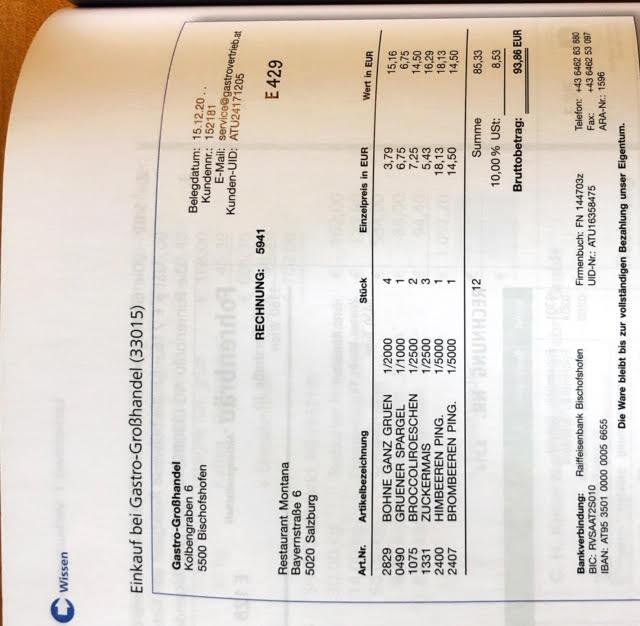 Wissen
Einkauf bei Gastro-Großhandel (33015)
Gastro-Großhandel
Kolbengraben 6
5500 Bischofshofen
Belegdatum: 15.12.20 . .
Kundennr.: 152181
E-Mail: service@gastrovertrieb.at
Kunden-UID: ATU24171205
Restaurant Montana
Bayernstraße 6
5020 Salzburg
RECHNUNG: 5941
E 429
Art.Nr. Artikelbezeichnung Stück Einzelpreis in EUR Wert in EUR
2829 BOHNE GANZ GRUEN 1/2000 4 3,79 15,16
0490 GRUENER SPARGEL 1/1000 1 6,75 6,75
1075 BROCCOLIROESCHEN 1/2500 2 7,25 14,50
1331 ZUCKERMAIS 1/2500 3 5,43 16,29
2400 HIMBEEREN PING. 1/5000 1 18,13 18,13
2407 BROMBEEREN PING. 1/5000 1 14,50 14,50
12 Summe 85,33
10,00 % USt: 8,53
Bruttobetrag: 93,86 EUR
Bankverbindung: Raiffeisenbank Bischofshofen Firmenbuch: FN 144703z Telefon: +43 6462 63 880
BIC: RVSAAT2S010 UID-Nr.: ATU16358475 Fax: +43 6462 53 097
IBAN: AT95 3501 0000 0005 6655 ARA-Nr.: 1596
Die Ware bleibt bis zur vollständigen Bezahlung unser Eigentum.